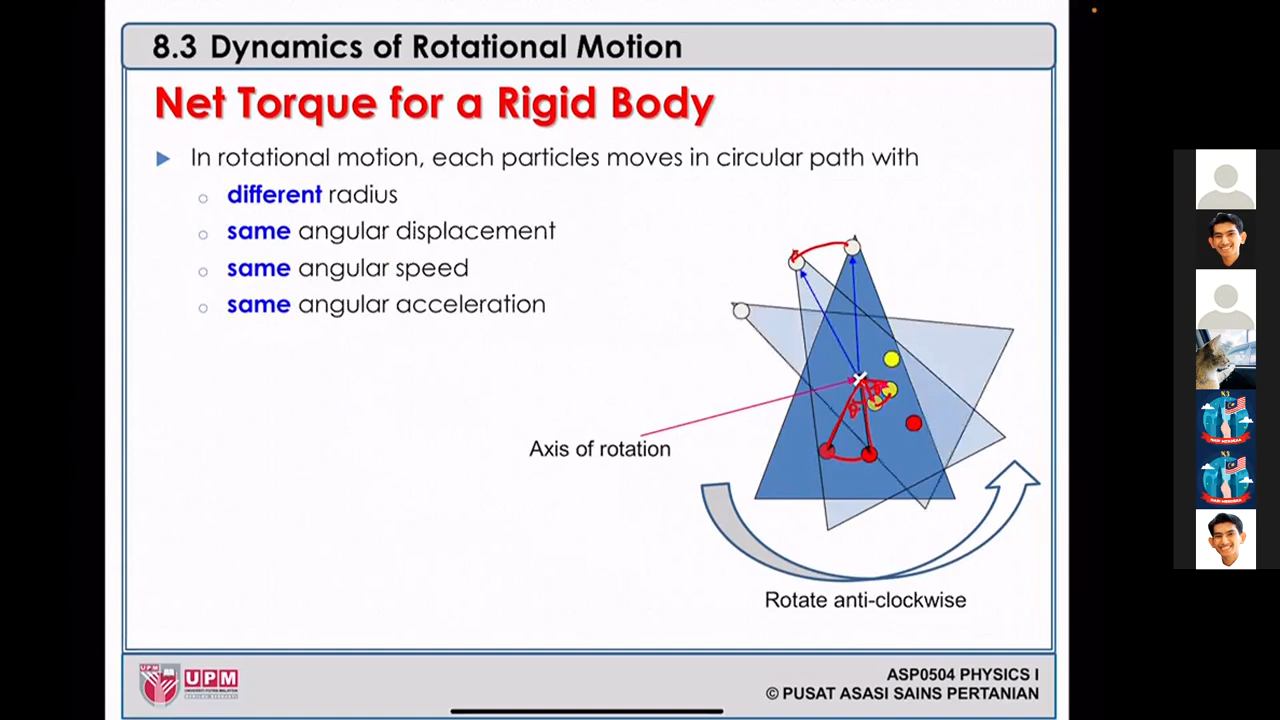 8.3 Dynamics of Rotational Motion
Net Torque for a Rigid Body
In rotational motion, each particles moves in circular path with
different radius
same angular displacement
same angular speed
same angular acceleration
Axis of rotation
Rotate anti-clockwise
UPM
UPM
ASP0504 PHYSICS I
© PUSAT ASASI SAINS PERTANIAN